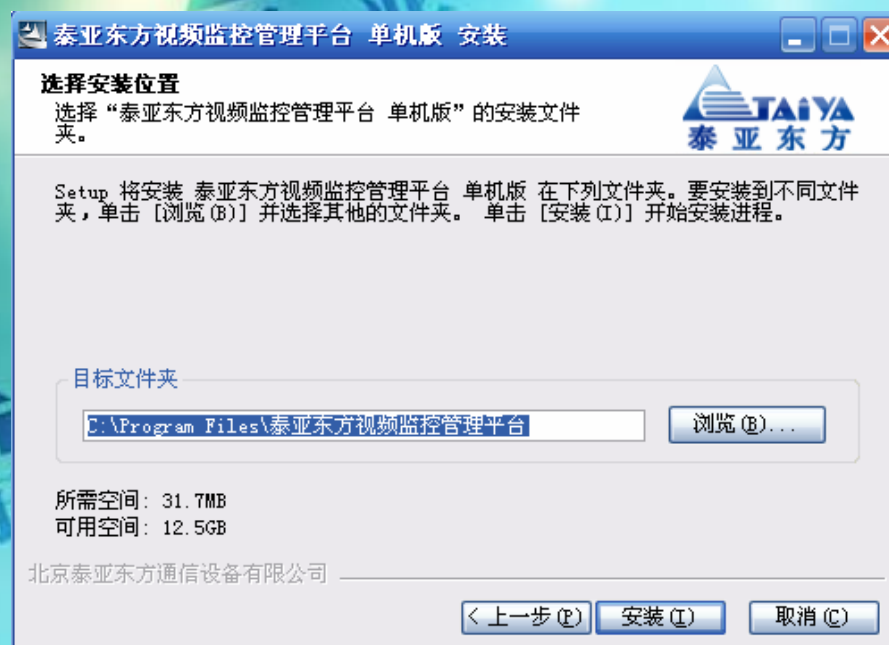 泰亚东方视频监控管理平台 单机版 安装
选择安装位置
选择“泰亚东方视频监控管理平台 单机版”的安装文件
夹。
TAiYA
泰亚东方
Setup 将安装 泰亚东方视频监控管理平台 单机版 在下列文件夹。要安装到不同文件
夹，单击 [浏览(B)] 并选择其他的文件夹。 单击 [安装(I)] 开始安装进程。
目标文件夹
C:\Program Files\泰亚东方视频监控管理平台
浏览(B)...
所需空间: 31.7MB
可用空间: 12.5GB
北京泰亚东方通信设备有限公司
< 上一步(P)
安装(I)
取消(C)